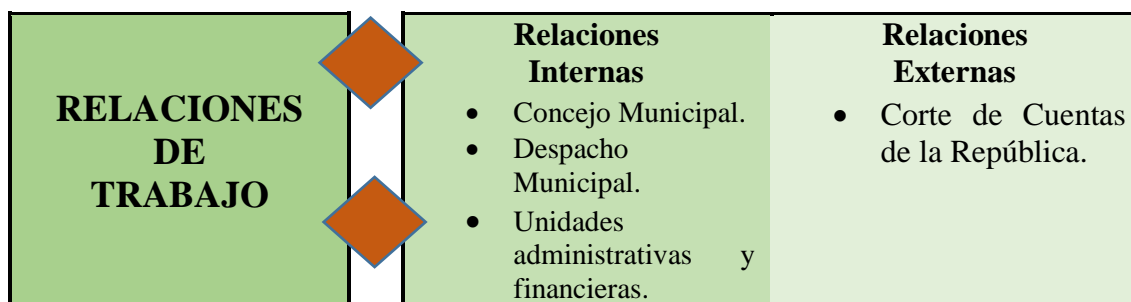 RELACIONES
DE
TRABAJO
Relaciones
Internas
• Concejo Municipal.
• Despacho
Municipal.
• Unidades
administrativas y
financieras.
Relaciones
Externas
• Corte de Cuentas
de la República.